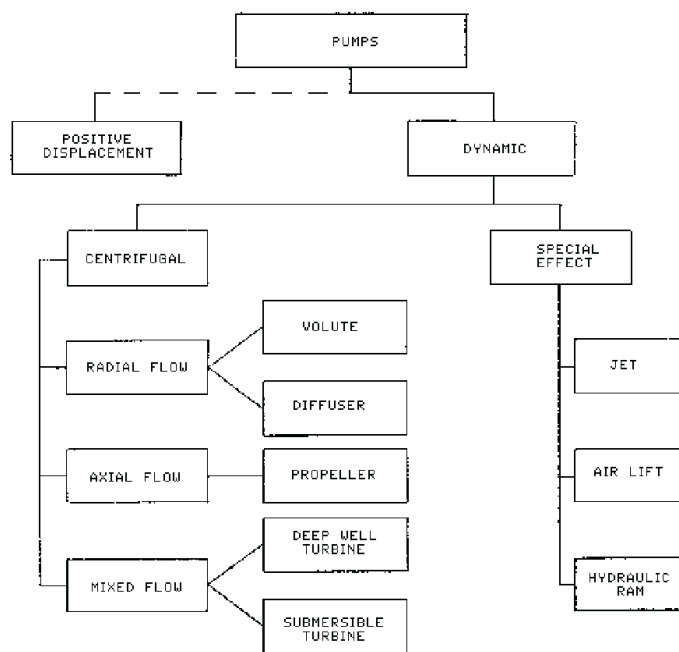 PUMPS
POSITIVE
DISPLACEMENT
DYNAMIC
CENTRIFUGAL
SPECIAL
EFFECT
VOLUTE
RADIAL FLOW
JET
DIFFUSER
AXIAL FLOW
PROPELLER
AIR LIFT
DEEP WELL
TURBINE
MIXED FLOW
HYDRAULIC
RAM
SUBMERSIBLE
TURBINE